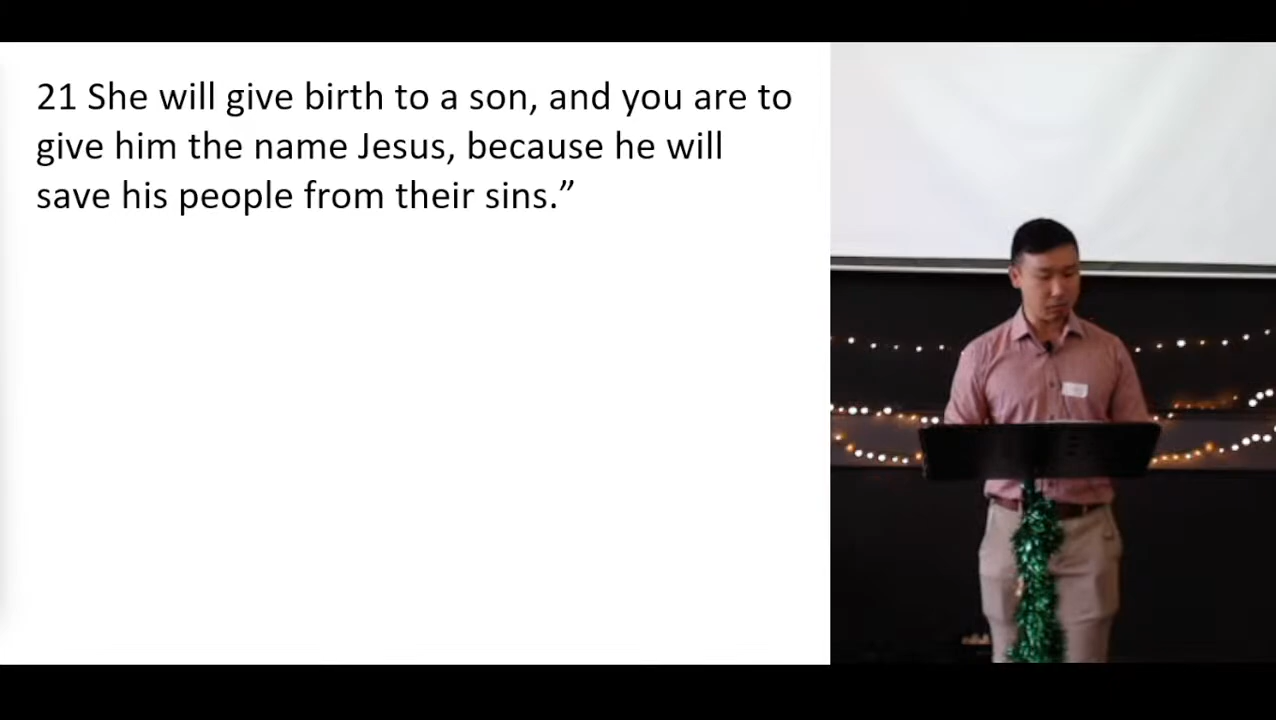 21 She will give birth to a son, and you are to
give him the name Jesus, because he will
save his people from their sins.”